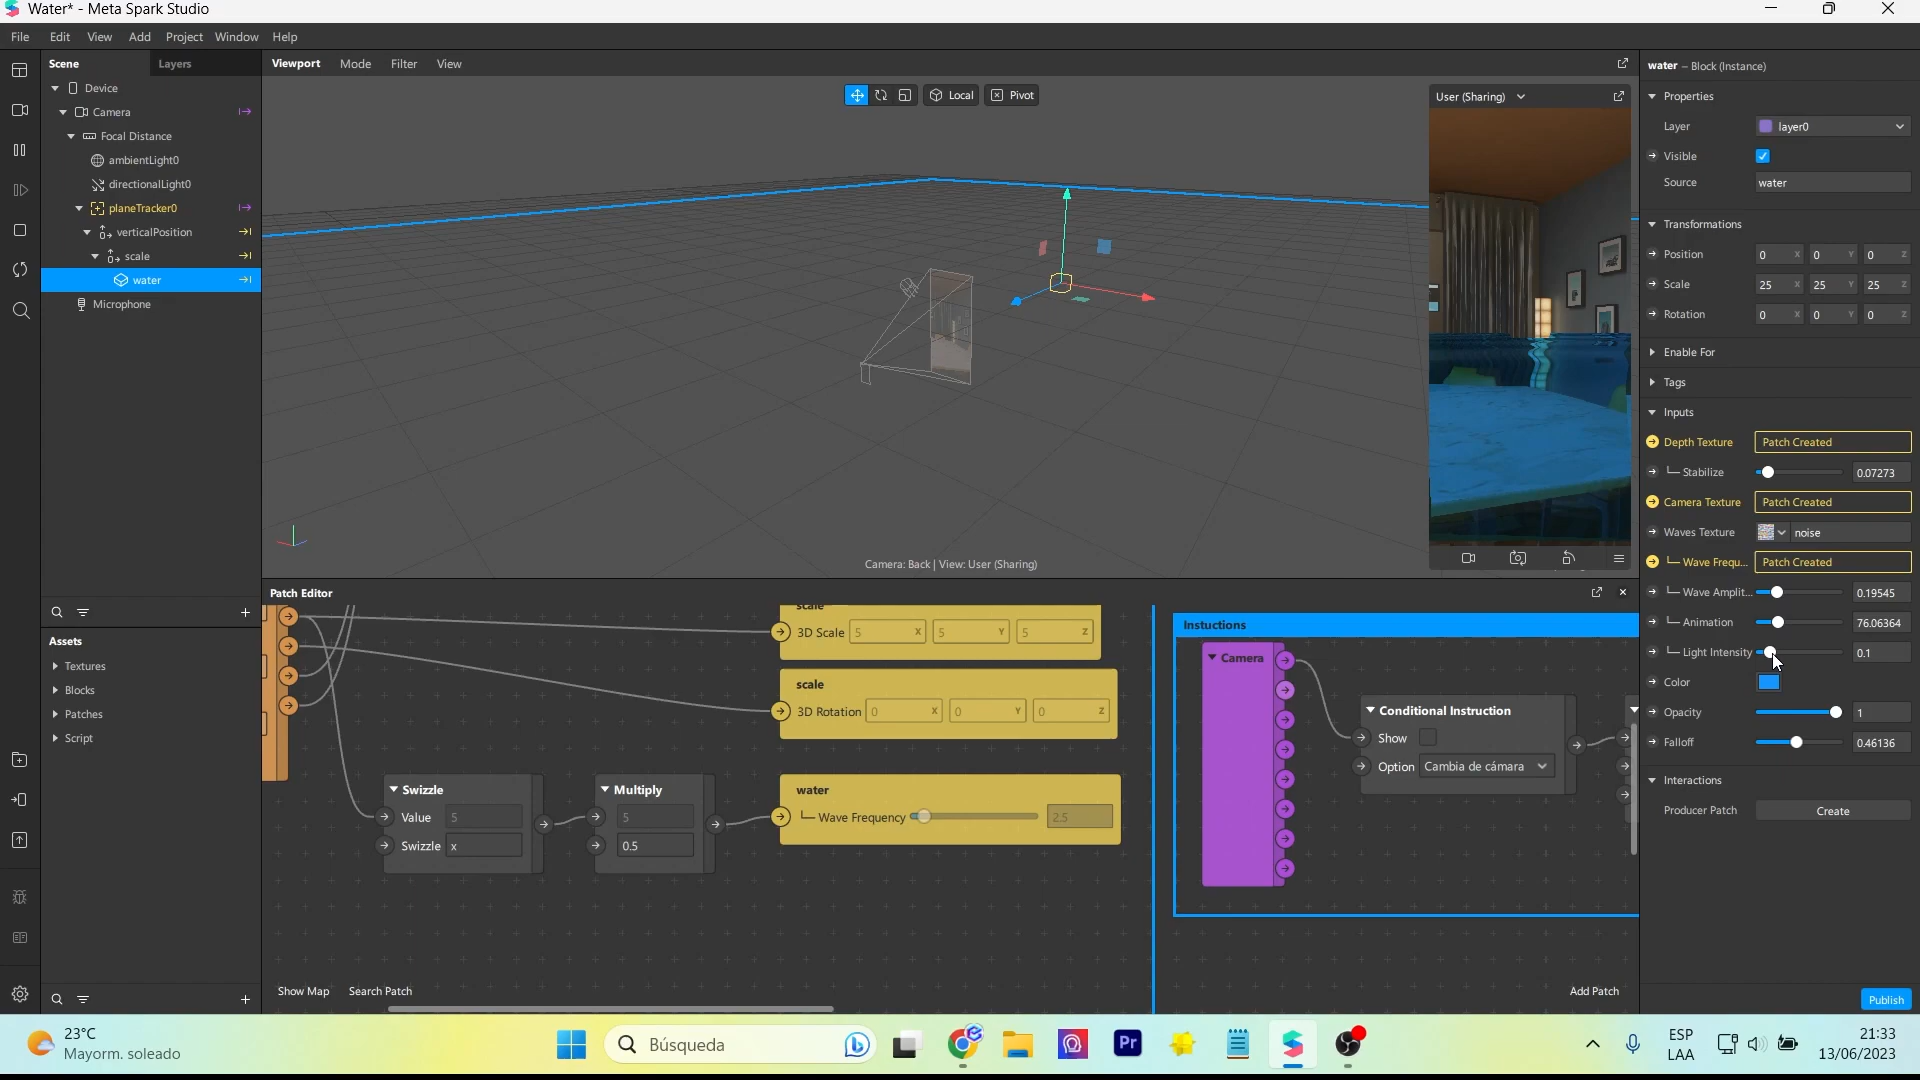 Water* - Meta Spark Studio
File Edit View Add Project Window Help
Scene Layers
Device
Camera
Focal Distance
ambientLight0
directionalLight0
planeTracker0
verticalPosition
scale
water
Microphone
Assets
Textures
Blocks
Patches
Script
Viewport Mode Filter View
Local Pivot
User (Sharing)
Camera: Back | View: User (Sharing)
Patch Editor
scale
3D Scale 5 X 5 Y 5 Z
scale
3D Rotation 0 X 0 Y 0 Z
Swizzle
Value 5
Swizzle x
Multiply
5
0.5
water
Wave Frequency 2.5
Instuctions
Camera
Conditional Instruction
Show
Option Cambia de cámara
Show Map Search Patch
Add Patch
water – Block (Instance)
Properties
Layer layer0
Visible
Source water
Transformations
Position 0 X 0 Y 0 Z
Scale 25 X 25 Y 25 Z
Rotation 0 X 0 Y 0 Z
Enable For
Tags
Inputs
Depth Texture Patch Created
Stabilize 0.07273
Camera Texture Patch Created
Waves Texture noise
Wave Frequ... Patch Created
Wave Amplit... 0.19545
Animation 76.06364
Light Intensity 0.1
Color
Opacity 1
Falloff 0.46136
Interactions
Producer Patch Create
Publish
23°C
Mayorm. soleado
Búsqueda
Pr
ESP
LAA
21:33
13/06/2023